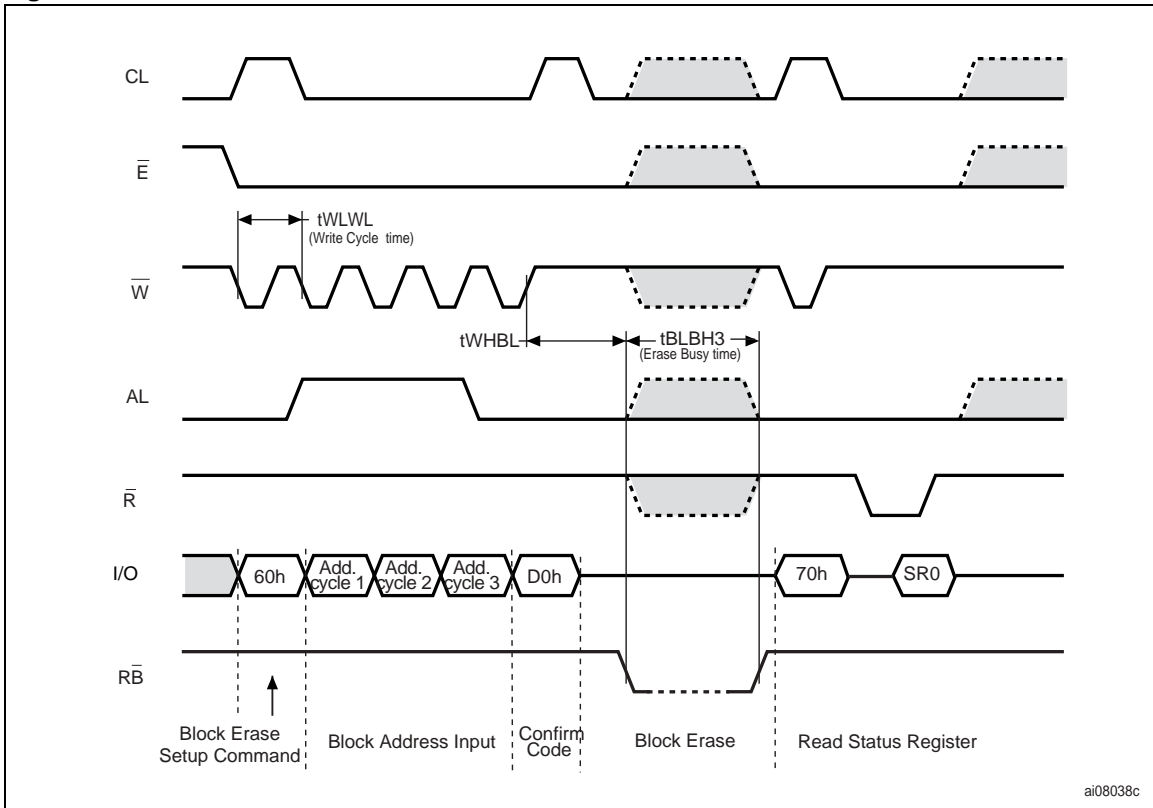 CL
E
tWLWL
(Write Cycle time)
W
tWHBL
tBLBH3
(Erase Busy time)
AL
R
I/O
60h
Add.
cycle 1
Add.
cycle 2
Add.
cycle 3
D0h
70h
SR0
RB̅
Block Erase
Setup Command
Block Address Input
Confirm
Code
Block Erase
Read Status Register
ai08038c